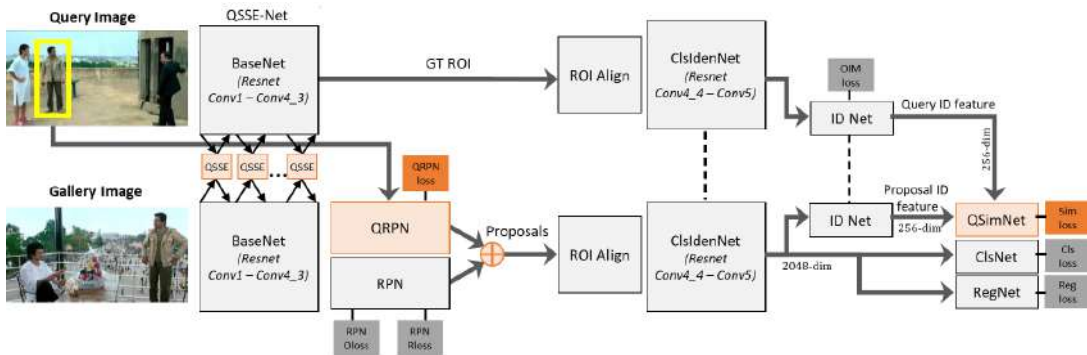 Query Image
QSSE-Net
BaseNet
(Resnet
Conv1 – Conv4_3)
GT ROI
ROI Align
ClsIdenNet
(Resnet
Conv4_4 – Conv5)
OIM
loss
ID Net
Query ID feature
256-dim
QSSE
QSSE
...
QSSE
QRPN
loss
Gallery Image
BaseNet
(Resnet
Conv1 – Conv4_3)
QRPN
RPN
RPN
Oloss
RPN
Rloss
Proposals
ROI Align
ClsIdenNet
(Resnet
Conv4_4 – Conv5)
2048-dim
ID Net
Proposal ID
feature
256-dim
QSimNet
Sim
loss
ClsNet
Cls
loss
RegNet
Reg
loss